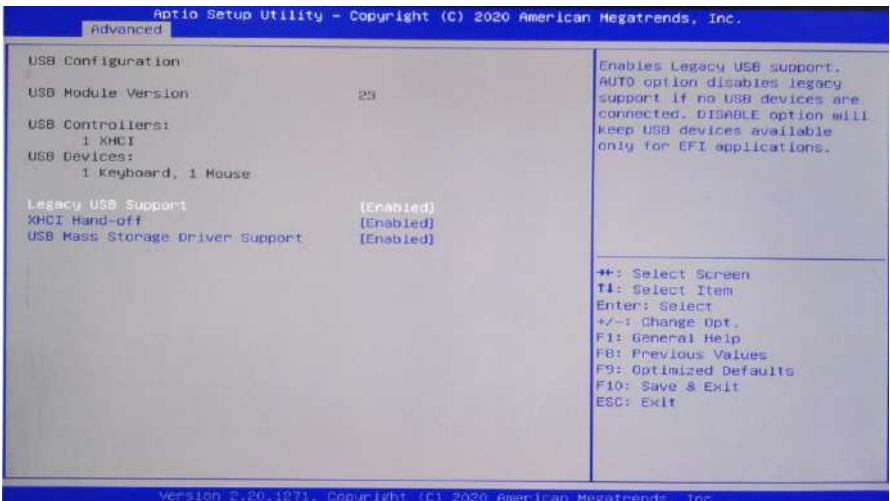 Aptio Setup Utility - Copyright (C) 2020 American Megatrends, Inc.
Advanced
USB Configuration
USB Module Version 23
USB Controllers:
1 XHCI
USB Devices:
1 Keyboard, 1 Mouse
Legacy USB Support [Enabled]
XHCI Hand-off [Enabled]
USB Mass Storage Driver Support [Enabled]
Enables Legacy USB support.
AUTO option disables legacy
support if no USB devices are
connected. DISABLE option will
keep USB devices available
only for EFI applications.
→←: Select Screen
↑↓: Select Item
Enter: Select
+/-: Change Opt.
F1: General Help
F8: Previous Values
F9: Optimized Defaults
F10: Save & Exit
ESC: Exit
Version 2.20.1271. Copyright (C) 2020 American Megatrends, Inc.